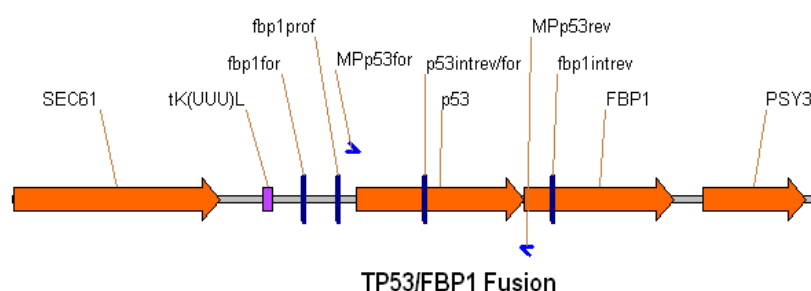 fbp1prof MPp53rev
fbp1for MPp53for p53intrev/for fbp1intrev
SEC61 tK(UUU)L p53 FBP1 PSY3
TP53/FBP1 Fusion